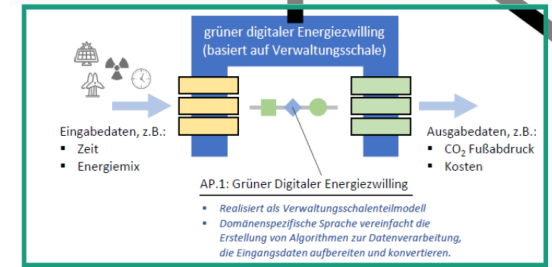 grüner digitaler Energiezwilling
(basiert auf Verwaltungsschale)
Eingabedaten, z.B.:
▪ Zeit
▪ Energiemix
Ausgabedaten, z.B.:
▪ CO₂ Fußabdruck
▪ Kosten
AP.1: Grüner Digitaler Energiezwilling
• Realisiert als Verwaltungsschalenteilmodell
• Domänenspezifische Sprache vereinfacht die
Erstellung von Algorithmen zur Datenverarbeitung,
die Eingangsdaten aufbereiten und konvertieren.